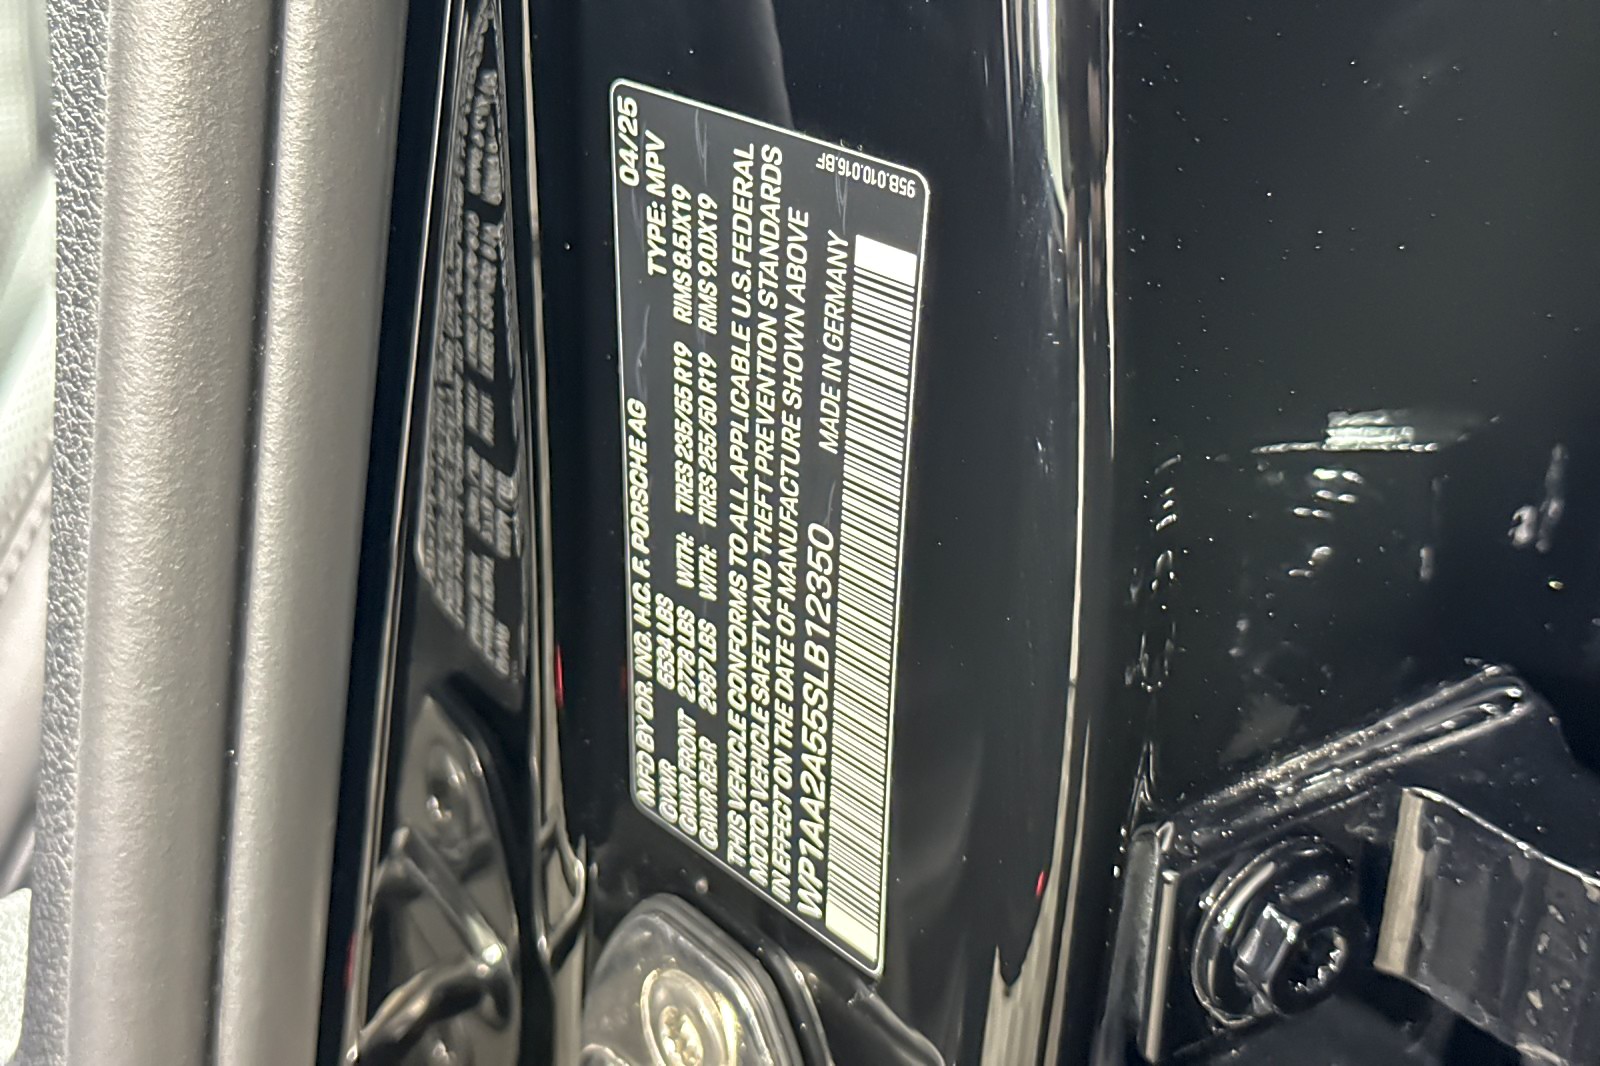 MFD BY DR. ING. H.C. F. PORSCHE AG 04/25
GVWR 5534 LBS TYPE: MPV
GAWR FRONT 2778 LBS WITH: TIRES 235/55 R19 RIMS 8.5JX19
GAWR REAR 2987 LBS WITH: TIRES 255/50 R19 RIMS 9.0JX19
THIS VEHICLE CONFORMS TO ALL APPLICABLE U.S. FEDERAL
MOTOR VEHICLE SAFETY AND THEFT PREVENTION STANDARDS
IN EFFECT ON THE DATE OF MANUFACTURE SHOWN ABOVE
WP1AA2A55SLB12350 MADE IN GERMANY
95B.010.016.BF